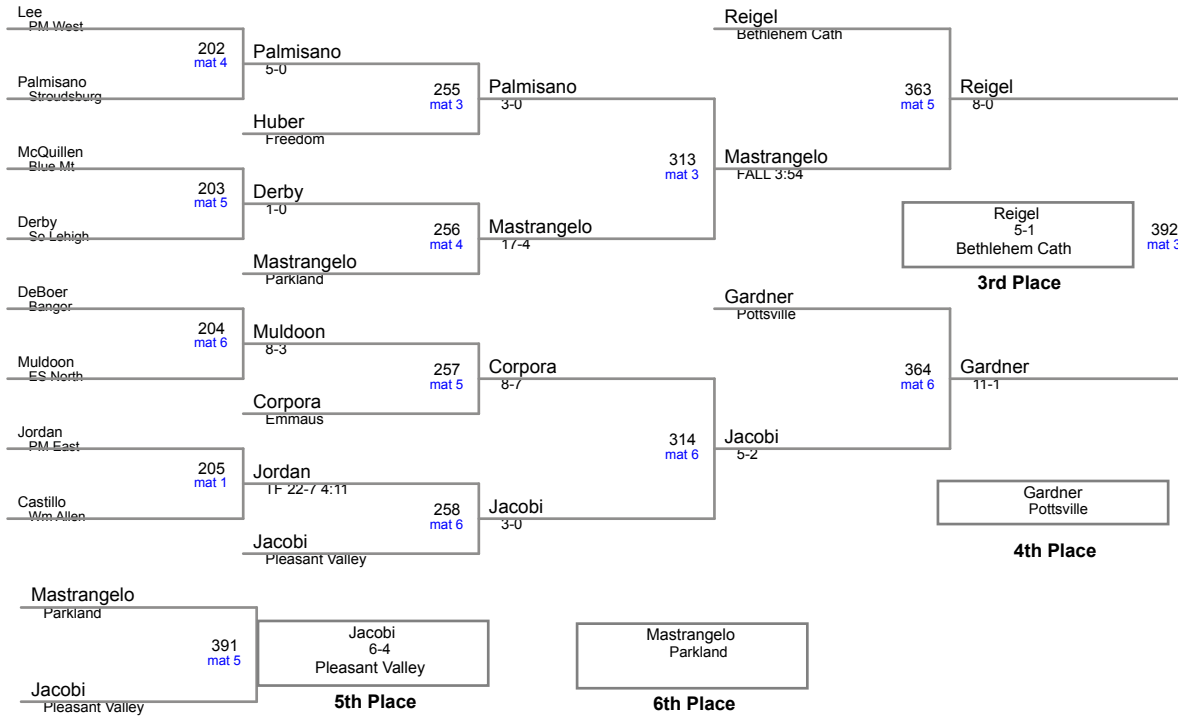 Lee
PM West
202
mat 4
Palmisano
5-0
Palmisano
Stroudsburg
255
mat 3
Palmisano
3-0
Huber
Freedom
McQuillen
Blue Mt
203
mat 5
Derby
1-0
Derby
So Lehigh
256
mat 4
Mastrangelo
17-4
Mastrangelo
Parkland
313
mat 3
Mastrangelo
FALL 3:54
Reigel
Bethlehem Cath
363
mat 5
Reigel
8-0
Reigel
5-1
Bethlehem Cath
392
mat 3
3rd Place
DeBoer
Bangor
204
mat 6
Muldoon
8-3
Muldoon
ES North
257
mat 5
Corpora
8-7
Corpora
Emmaus
Jordan
PM East
205
mat 1
Jordan
TF 22-7 4:11
Castillo
Wm Allen
258
mat 6
Jacobi
3-0
Jacobi
Pleasant Valley
314
mat 6
Jacobi
5-2
Gardner
Pottsville
364
mat 6
Gardner
11-1
Gardner
Pottsville
4th Place
Mastrangelo
Parkland
391
mat 5
Jacobi
Pleasant Valley
Jacobi
6-4
Pleasant Valley
5th Place
Mastrangelo
Parkland
6th Place